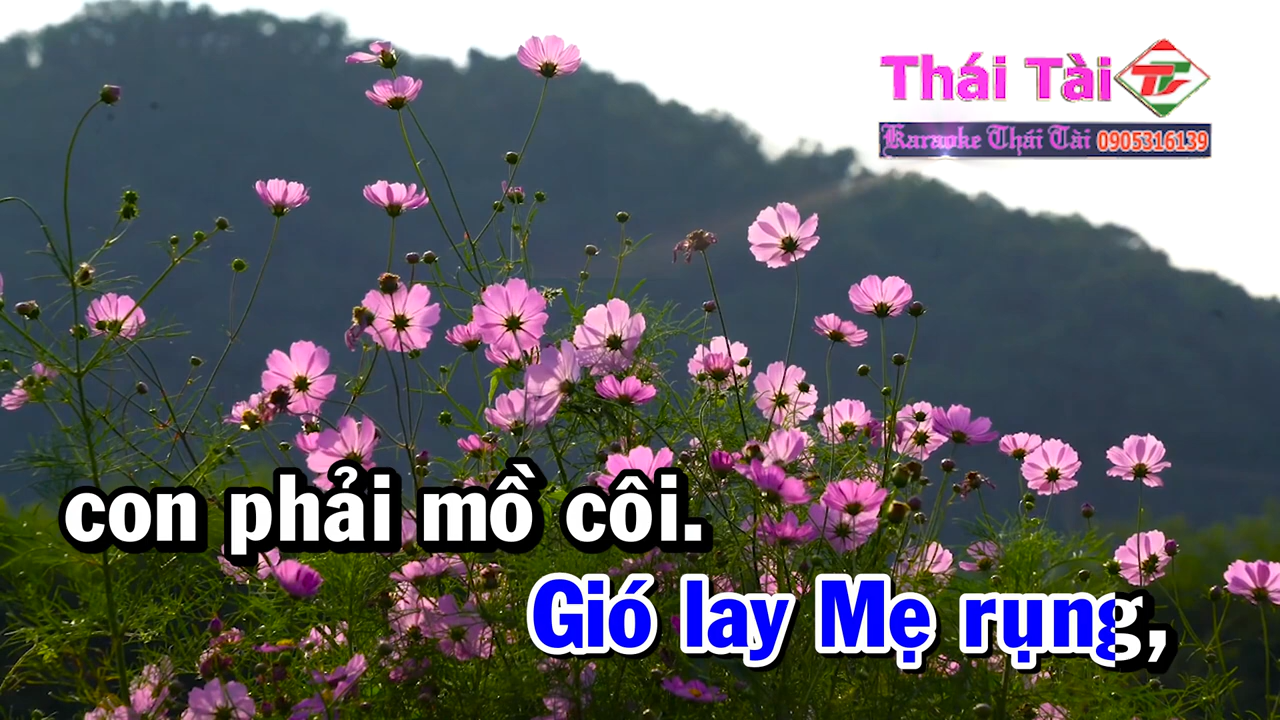 Thái Tài
Karaoke Thái Tài 0905316139
con phải mồ côi.
Gió lay Mẹ rụng,